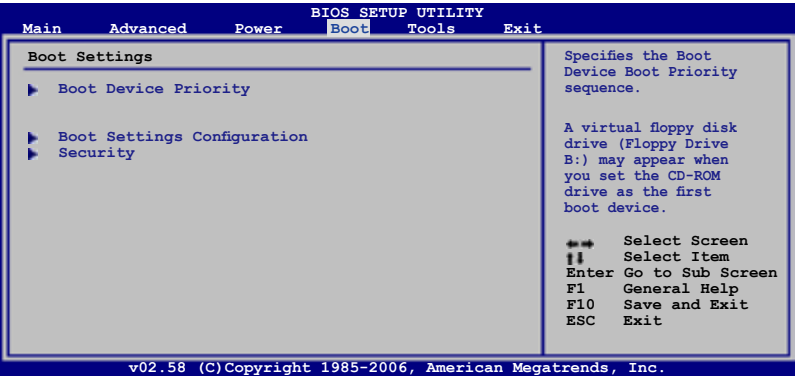 BIOS SETUP UTILITY
Main Advanced Power Boot Tools Exit
Boot Settings
Boot Device Priority
Boot Settings Configuration
Security
Specifies the Boot
Device Boot Priority
sequence.
A virtual floppy disk
drive (Floppy Drive
B:) may appear when
you set the CD-ROM
drive as the first
boot device.
←→ Select Screen
↑↓ Select Item
Enter Go to Sub Screen
F1 General Help
F10 Save and Exit
ESC Exit
v02.58 (C)Copyright 1985-2006, American Megatrends, Inc.